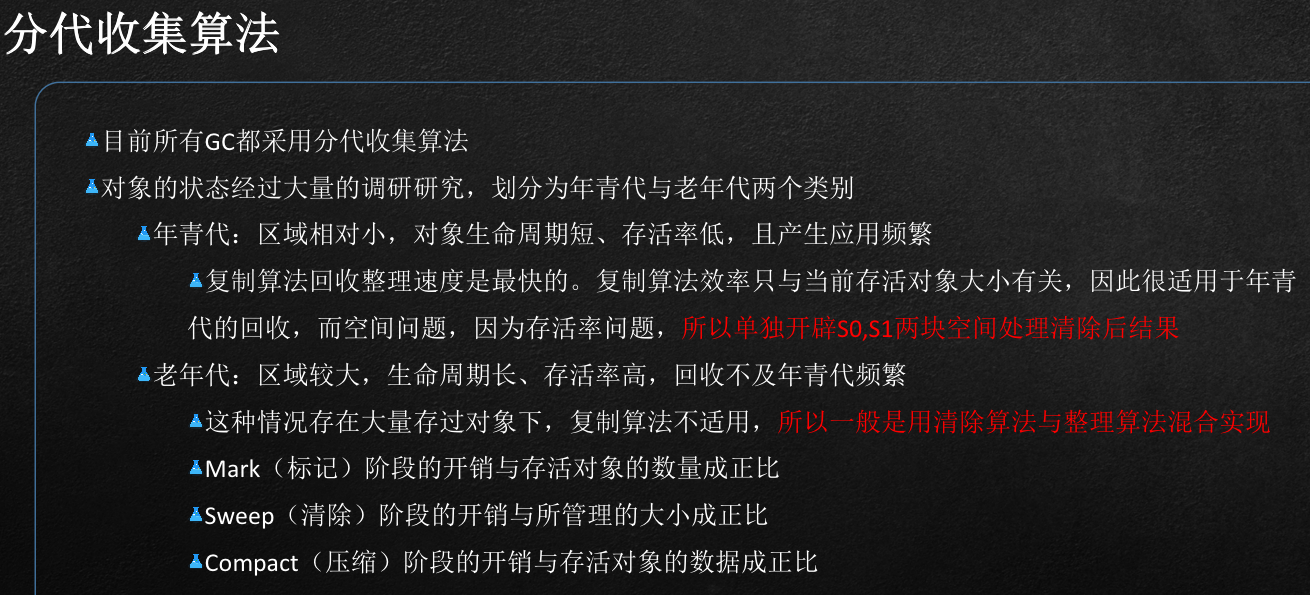 分代收集算法
目前所有GC都采用分代收集算法
对象的状态经过大量的调研研究，划分为年青代与老年代两个类别
年青代：区域相对小，对象生命周期短、存活率低，且产生应用频繁
复制算法回收整理速度是最快的。复制算法效率只与当前存活对象大小有关，因此很适用于年青
代的回收，而空间问题，因为存活率问题，所以单独开辟S0,S1两块空间处理清除后结果
老年代：区域较大，生命周期长、存活率高，回收不及年青代频繁
这种情况存在大量存过对象下，复制算法不适用，所以一般是用清除算法与整理算法混合实现
Mark（标记）阶段的开销与存活对象的数量成正比
Sweep（清除）阶段的开销与所管理的大小成正比
Compact（压缩）阶段的开销与存活对象的数据成正比